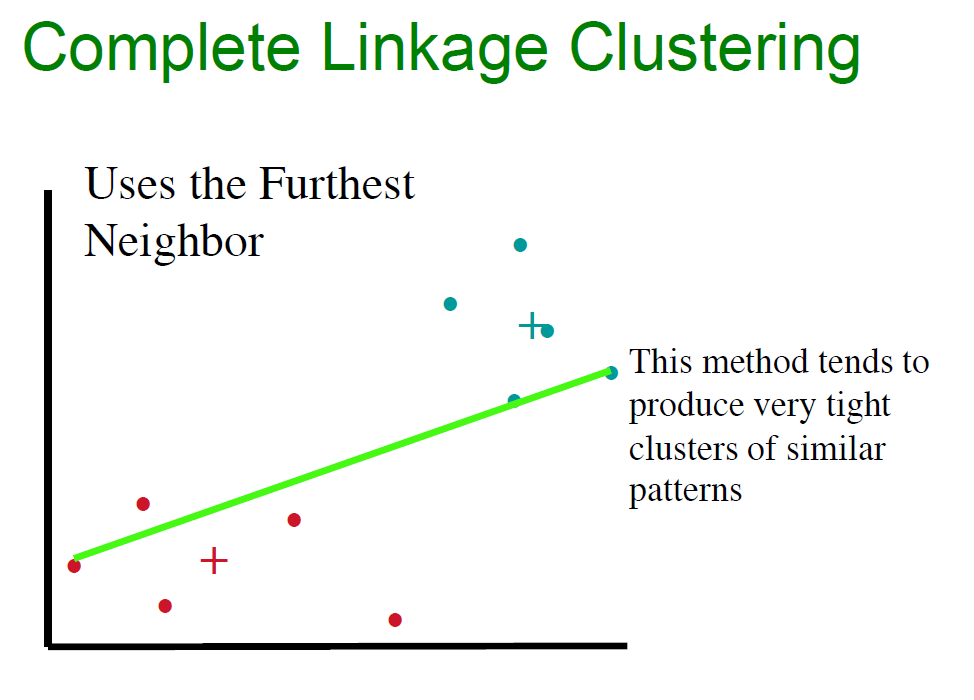 Complete Linkage Clustering
Uses the Furthest
Neighbor
This method tends to
produce very tight
clusters of similar
patterns